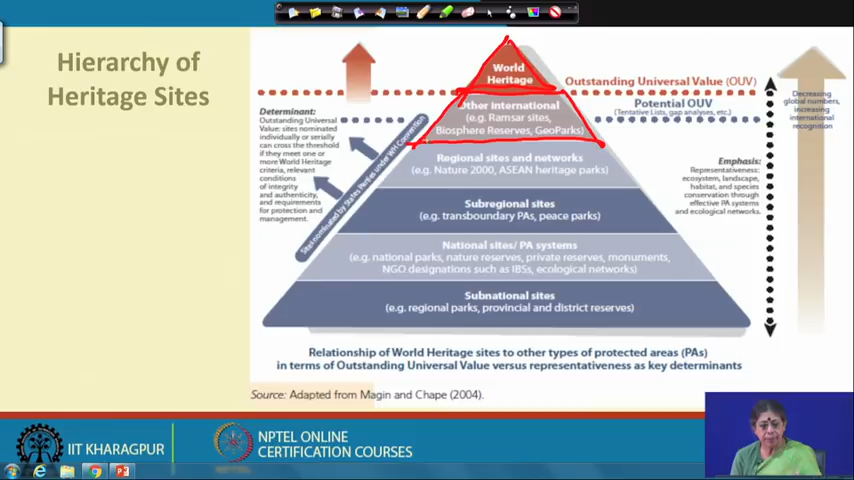 Hierarchy of
Heritage Sites
World
Heritage
Outstanding Universal Value (OUV)
Other International
(e.g. Ramsar sites,
Biosphere Reserves, GeoParks)
Potential OUV
(Tentative Lists, gap analyses, etc.)
Decreasing
global numbers,
increasing
international
recognition
Determinant:
Outstanding Universal
Value: sites nominated
individually or serially
can cross the threshold
if they meet one or
more World Heritage
criteria, relevant
conditions
of integrity
and authenticity,
and requirements
for protection and
management.
Sites nominated by States Parties under WH Convention
Regional sites and networks
(e.g. Nature 2000, ASEAN heritage parks)
Emphasis:
Representativeness:
ecosystem, landscape,
habitat, and species
conservation through
effective PA systems
and ecological networks.
Subregional sites
(e.g. transboundary PAs, peace parks)
National sites/ PA systems
(e.g. national parks, nature reserves, private reserves, monuments,
NGO designations such as IBSs, ecological networks)
Subnational sites
(e.g. regional parks, provincial and district reserves)
Relationship of World Heritage sites to other types of protected areas (PAs)
in terms of Outstanding Universal Value versus representativeness as key determinants
Source: Adapted from Magin and Chape (2004).
IIT KHARAGPUR
NPTEL ONLINE
CERTIFICATION COURSES